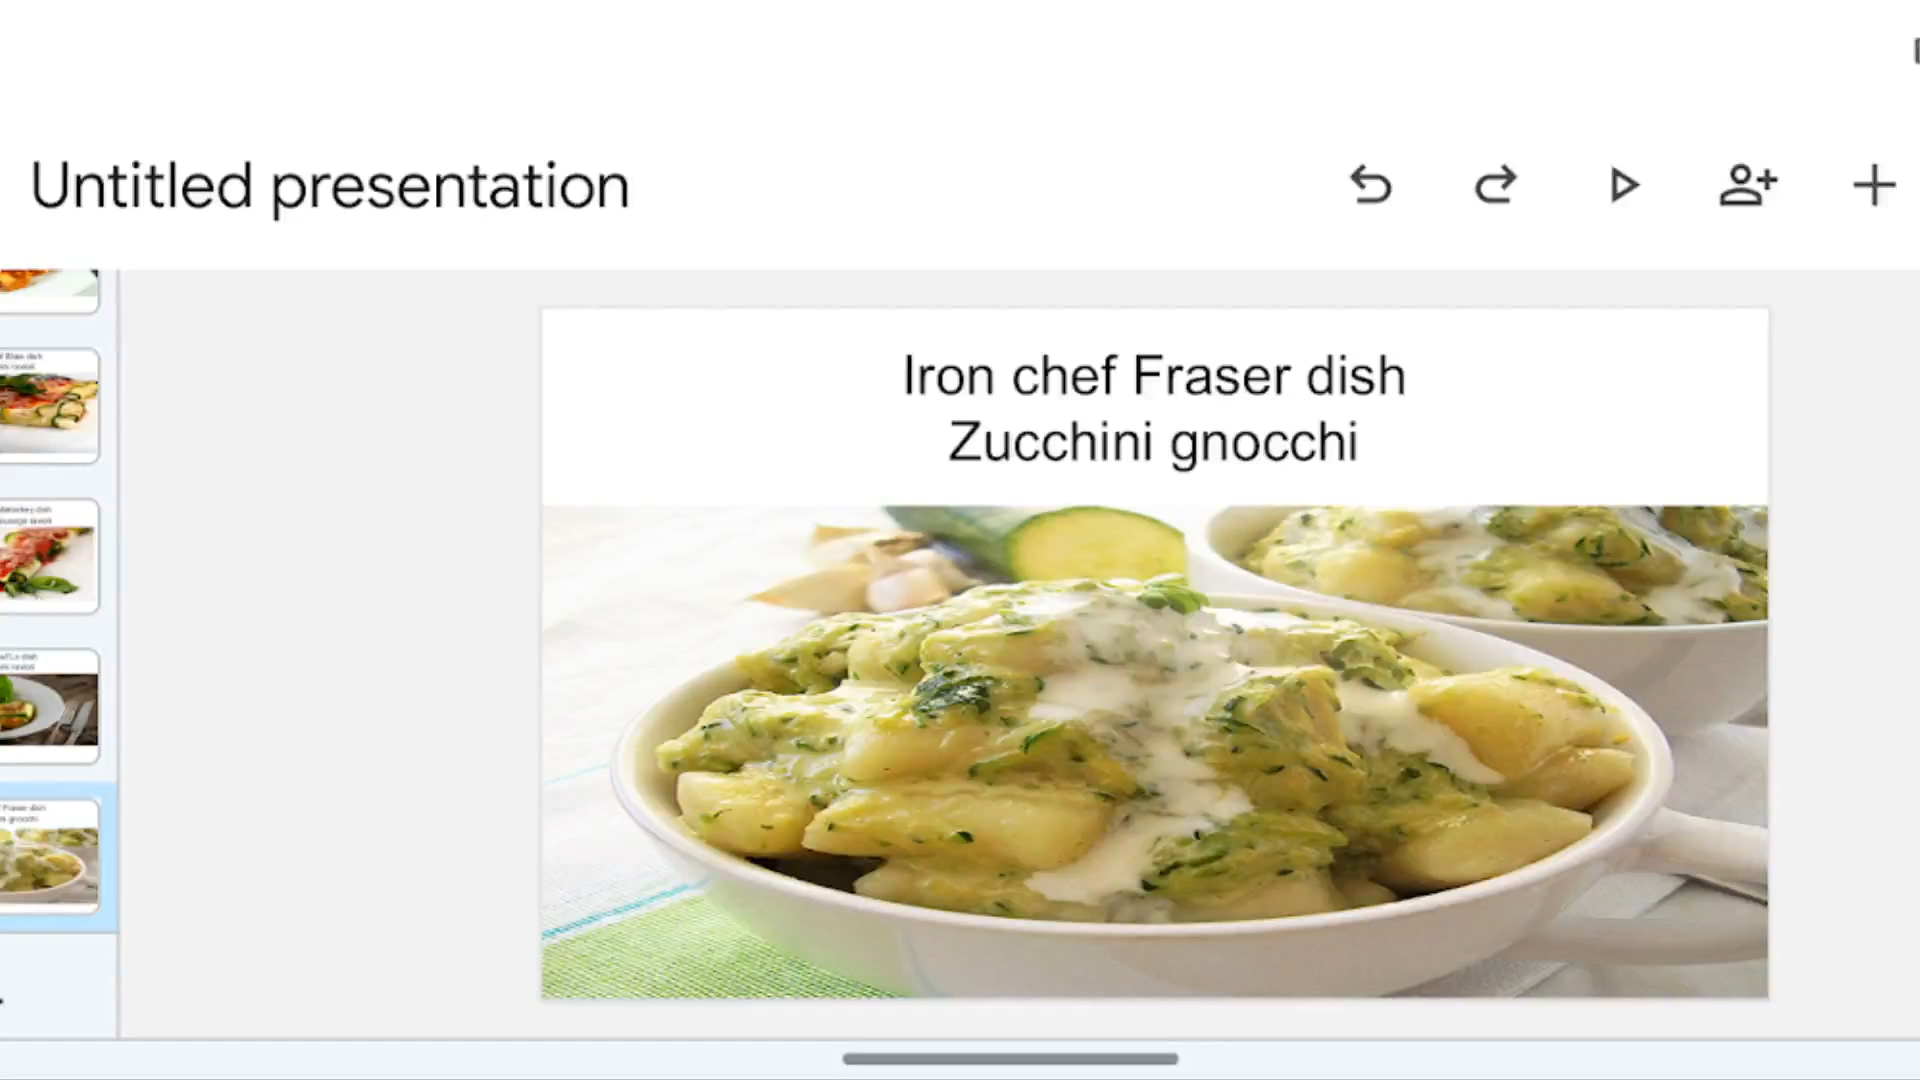 Untitled presentation
Iron chef Fraser dish
Zucchini gnocchi